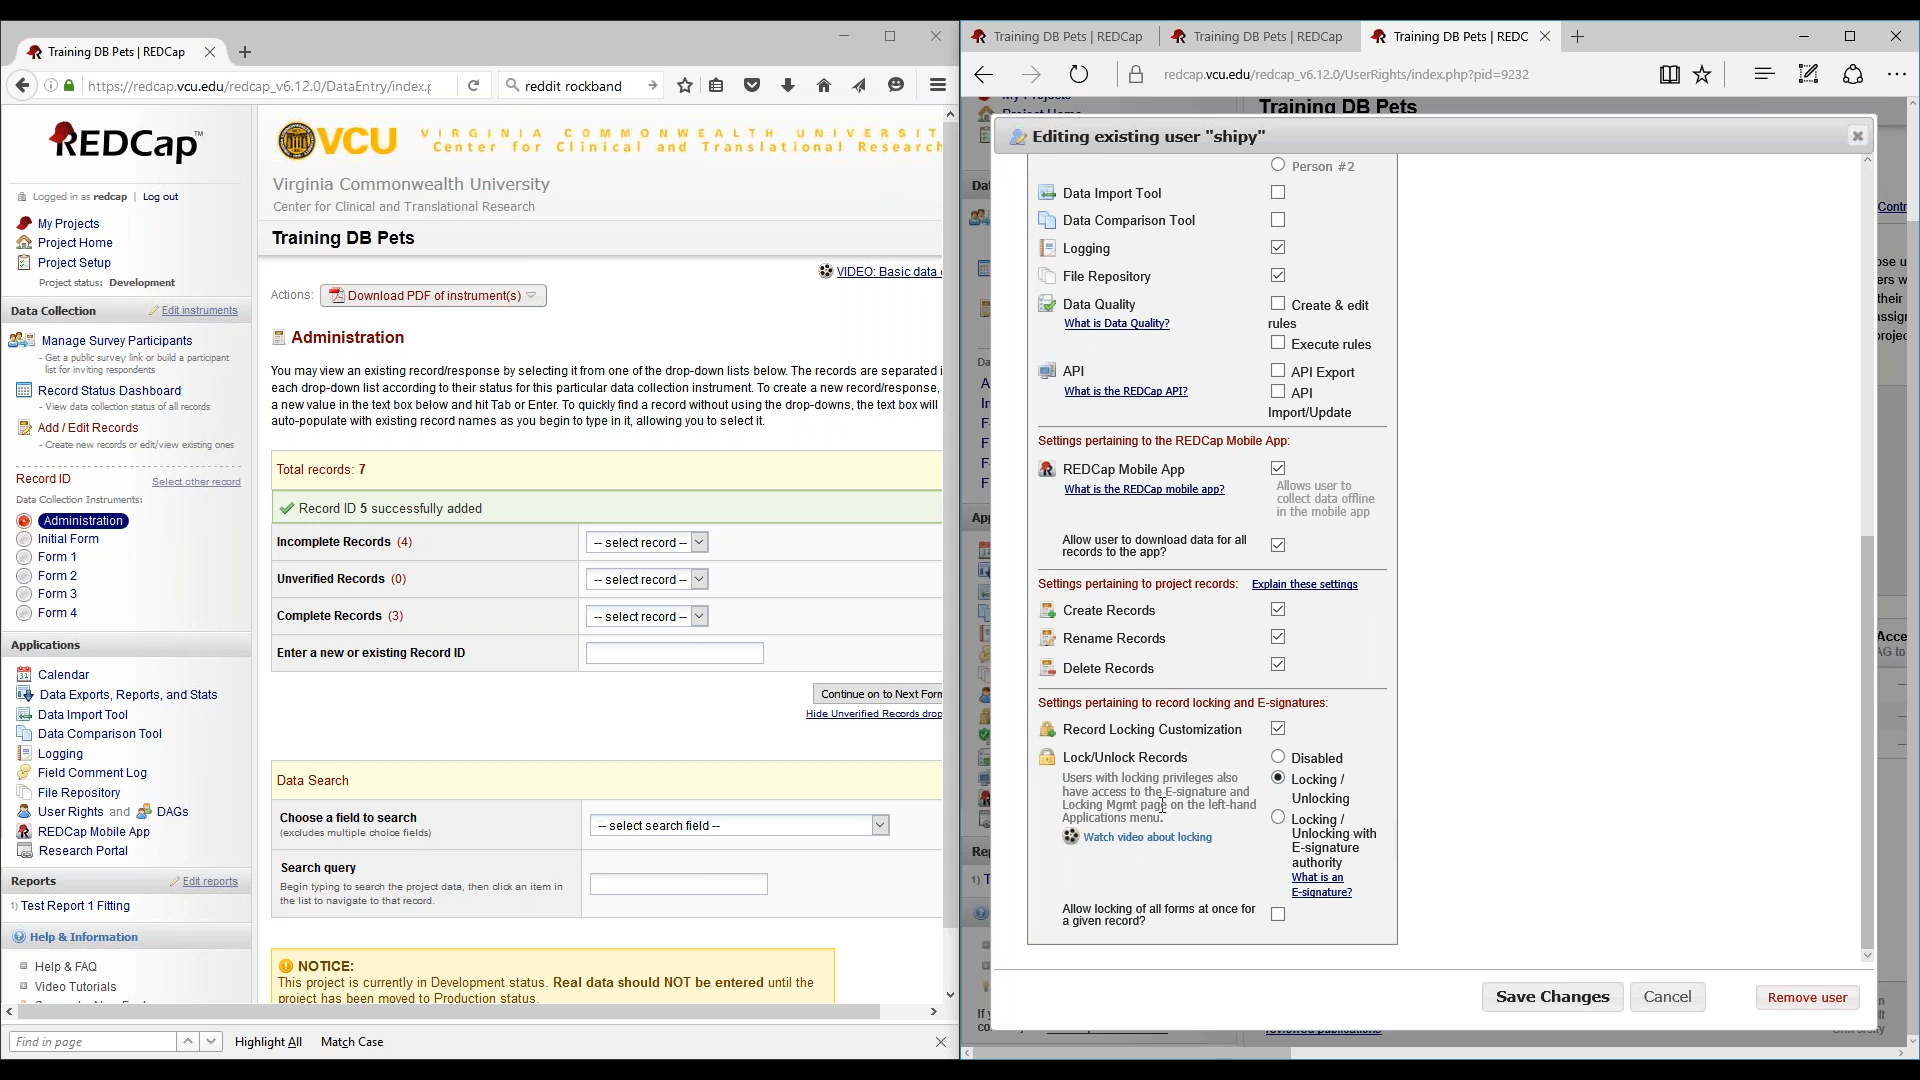 Training DB Pets | REDCap
https://redcap.vcu.edu/redcap_v6.12.0/DataEntry/index.p
reddit rockband
REDCap™
Logged in as redcap | Log out
My Projects
Project Home
Project Setup
Project status: Development
Data Collection
Edit instruments
Manage Survey Participants
- Get a public survey link or build a participant
list for inviting respondents
Record Status Dashboard
- View data collection status of all records
Add / Edit Records
- Create new records or edit/view existing ones
Record ID
Select other record
Data Collection Instruments:
Administration
Initial Form
Form 1
Form 2
Form 3
Form 4
Applications
Calendar
Data Exports, Reports, and Stats
Data Import Tool
Data Comparison Tool
Logging
Field Comment Log
File Repository
User Rights and DAGs
REDCap Mobile App
Research Portal
Reports
Edit reports
1) Test Report 1 Fitting
Help & Information
Help & FAQ
Video Tutorials
VCU
VIRGINIA COMMONWEALTH UNIVERSIT
Center for Clinical and Translational Research
Virginia Commonwealth University
Center for Clinical and Translational Research
Training DB Pets
VIDEO: Basic data
Actions: Download PDF of instrument(s)
Administration
You may view an existing record/response by selecting it from one of the drop-down lists below. The records are separated i
each drop-down list according to their status for this particular data collection instrument. To create a new record/response,
a new value in the text box below and hit Tab or Enter. To quickly find a record without using the drop-downs, the text box will
auto-populate with existing record names as you begin to type in it, allowing you to select it.
Total records: 7
Record ID 5 successfully added
Incomplete Records (4)
-- select record --
Unverified Records (0)
-- select record --
Complete Records (3)
-- select record --
Enter a new or existing Record ID
Continue on to Next Form
Hide Unverified Records drop
Data Search
Choose a field to search
(excludes multiple choice fields)
-- select search field --
Search query
Begin typing to search the project data, then click an item in
the list to navigate to that record.
NOTICE:
This project is currently in Development status. Real data should NOT be entered until the
project has been moved to Production status.
Find in page
Highlight All
Match Case
Training DB Pets | REDCap
Training DB Pets | REDCap
Training DB Pets | REDC
redcap.vcu.edu/redcap_v6.12.0/UserRights/index.php?pid=9232
Training DB Pets
Editing existing user "shipy"
Person #2
Data Import Tool
Data Comparison Tool
Logging
File Repository
Data Quality
What is Data Quality?
Create & edit
rules
Execute rules
API
What is the REDCap API?
API Export
API
Import/Update
Settings pertaining to the REDCap Mobile App:
REDCap Mobile App
What is the REDCap mobile app?
Allows user to
collect data offline
in the mobile app
Allow user to download data for all
records to the app?
Settings pertaining to project records: Explain these settings
Create Records
Rename Records
Delete Records
Settings pertaining to record locking and E-signatures:
Record Locking Customization
Lock/Unlock Records
Users with locking privileges also
have access to the E-signature and
Locking Mgmt page on the left-hand
Applications menu.
Watch video about locking
Disabled
Locking /
Unlocking
Locking /
Unlocking with
E-signature
authority
What is an
E-signature?
Allow locking of all forms at once for
a given record?
Save Changes
Cancel
Remove user